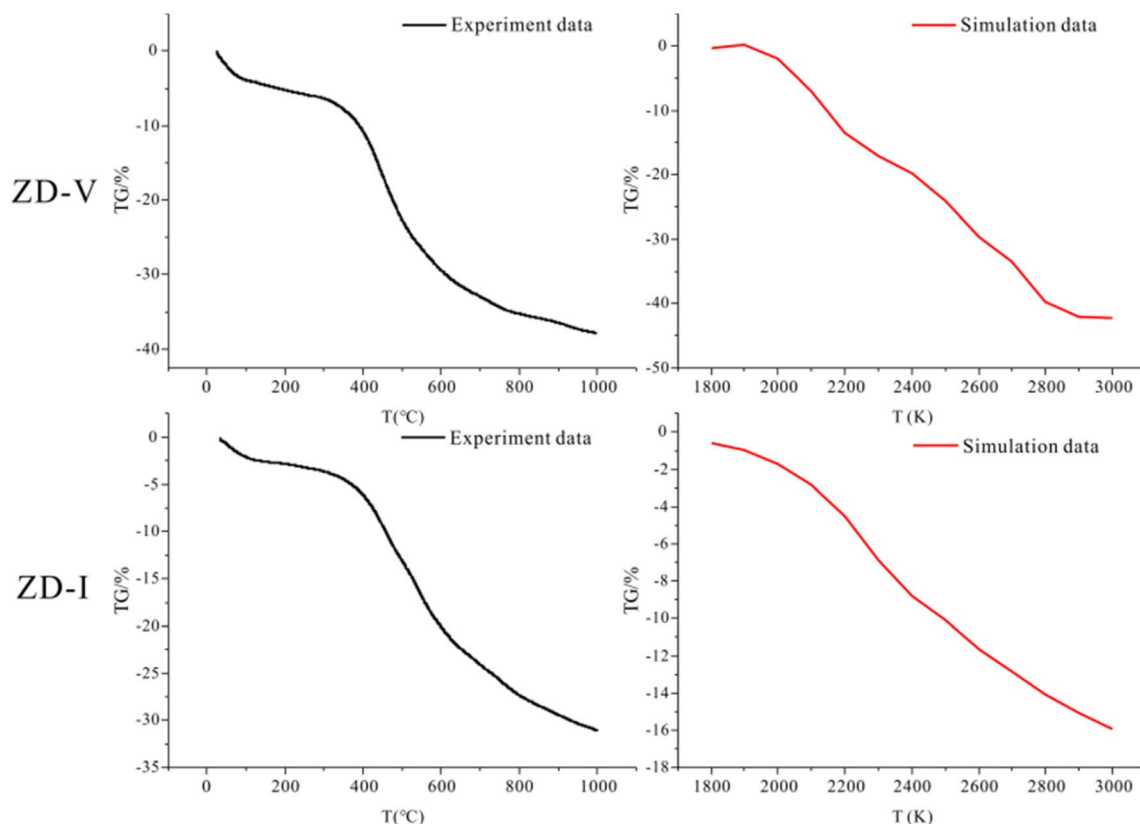 ZD-V
Experiment data
TG/%
0
-10
-20
-30
-40
0 200 400 600 800 1000
T(°C)
Simulation data
TG/%
0
-10
-20
-30
-40
-50
1800 2000 2200 2400 2600 2800 3000
T (K)
ZD-I
Experiment data
TG/%
0
-5
-10
-15
-20
-25
-30
-35
0 200 400 600 800 1000
T(°C)
Simulation data
TG/%
0
-2
-4
-6
-8
-10
-12
-14
-16
-18
1800 2000 2200 2400 2600 2800 3000
T (K)